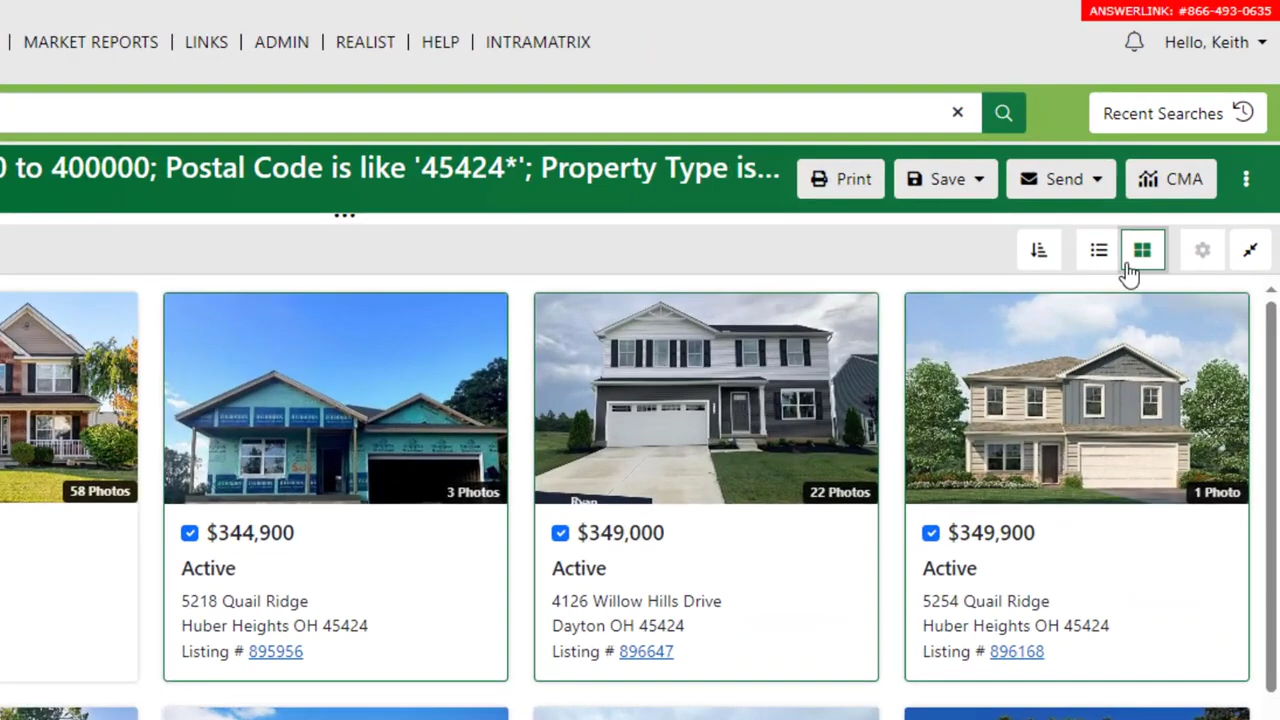 ANSWERLINK: #866-493-0635
| MARKET REPORTS | LINKS | ADMIN | REALIST | HELP | INTRAMATRIX
Hello, Keith
Recent Searches
0 to 400000; Postal Code is like '45424*'; Property Type is...
Print
Save
Send
CMA
...
58 Photos
3 Photos
22 Photos
1 Photo
$344,900
Active
5218 Quail Ridge
Huber Heights OH 45424
Listing # 895956
$349,000
Active
4126 Willow Hills Drive
Dayton OH 45424
Listing # 896647
$349,900
Active
5254 Quail Ridge
Huber Heights OH 45424
Listing # 896168